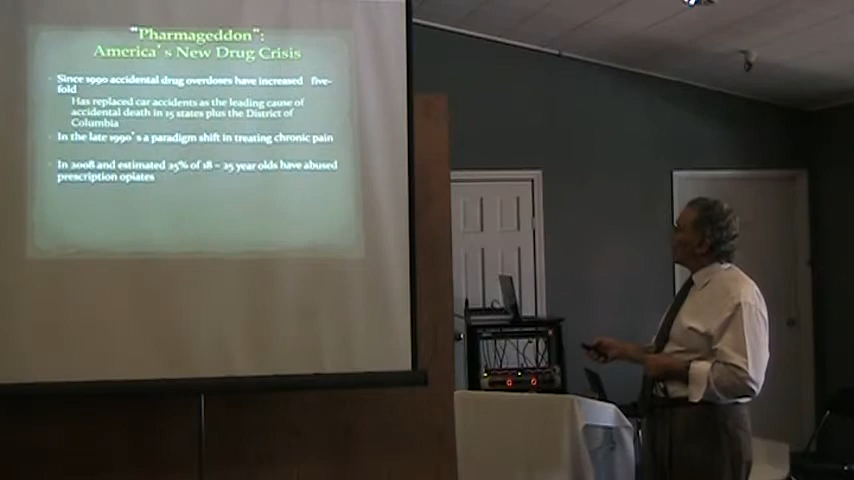 "Pharmageddon":
America's New Drug Crisis
Since 1990 accidental drug overdoses have increased five-
fold
Has replaced car accidents as the leading cause of
accidental death in 15 states plus the District of
Columbia
In the late 1990's a paradigm shift in treating chronic pain
In 2008 and estimated 25% of 18 – 25 year olds have abused
prescription opiates